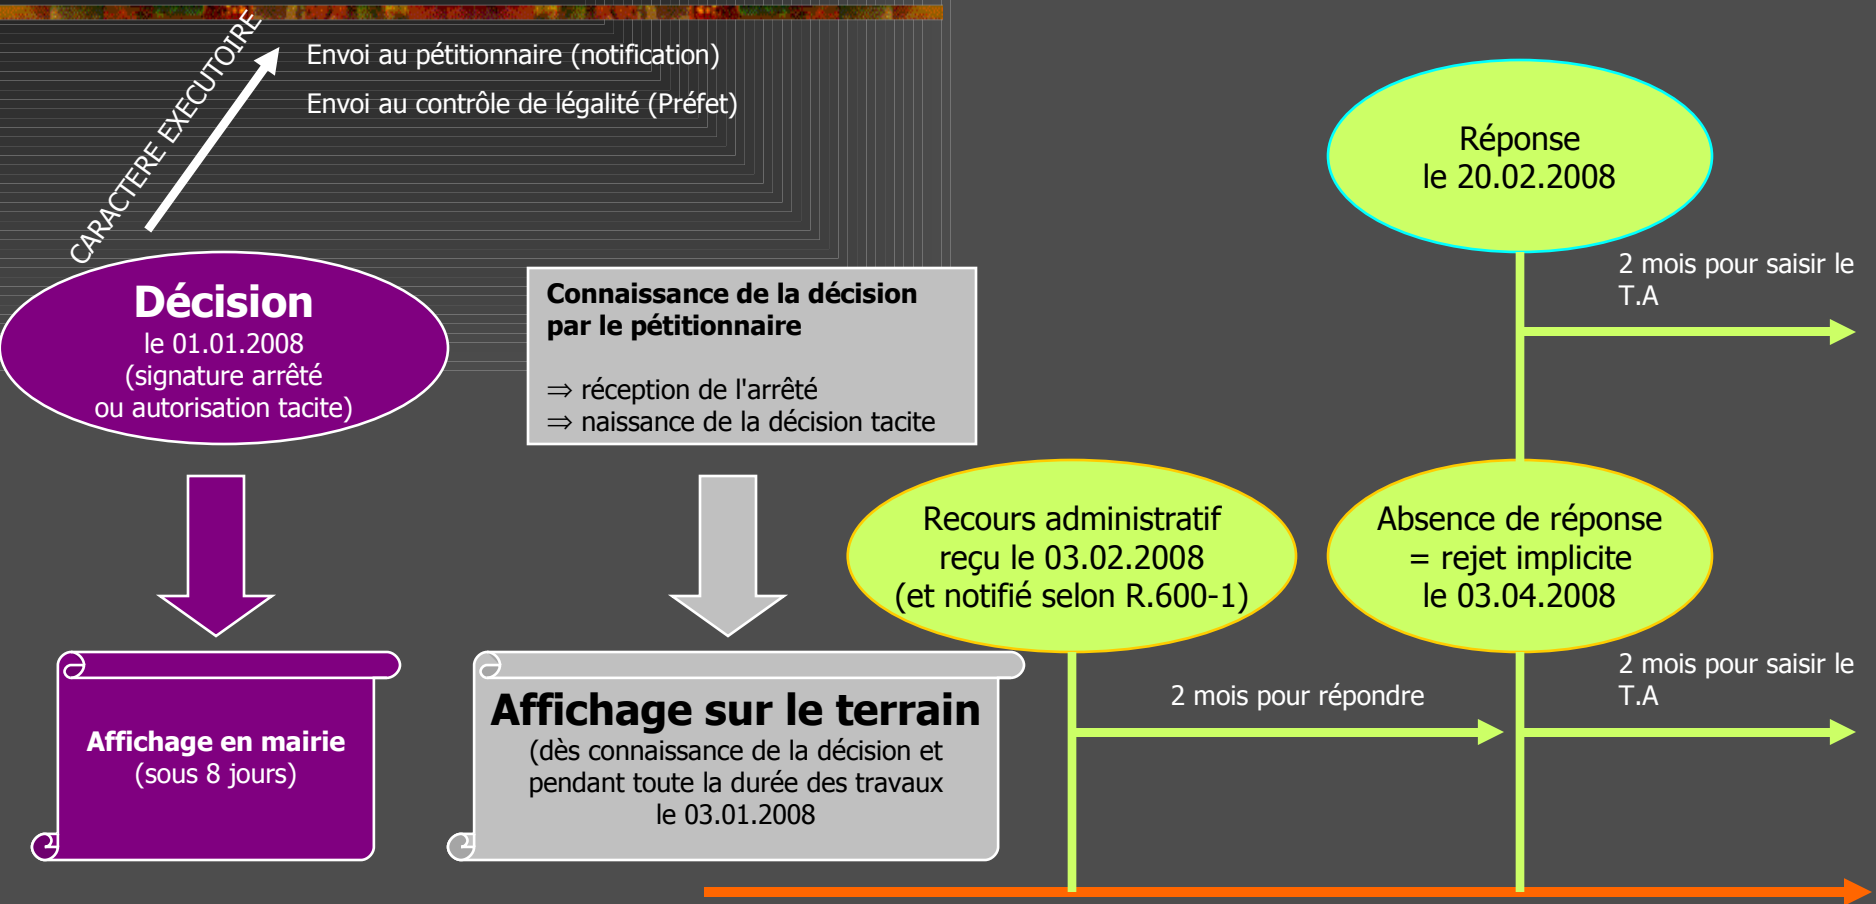 CARACTERE EXECUTOIRE
Envoi au pétitionnaire (notification)
Envoi au contrôle de légalité (Préfet)
Décision
le 01.01.2008
(signature arrêté
ou autorisation tacite)
Connaissance de la décision
par le pétitionnaire
⇒ réception de l'arrêté
⇒ naissance de la décision tacite
Réponse
le 20.02.2008
2 mois pour saisir le
T.A
Recours administratif
reçu le 03.02.2008
(et notifié selon R.600-1)
Absence de réponse
= rejet implicite
le 03.04.2008
Affichage en mairie
(sous 8 jours)
Affichage sur le terrain
(dès connaissance de la décision et
pendant toute la durée des travaux
le 03.01.2008
2 mois pour répondre
2 mois pour saisir le
T.A